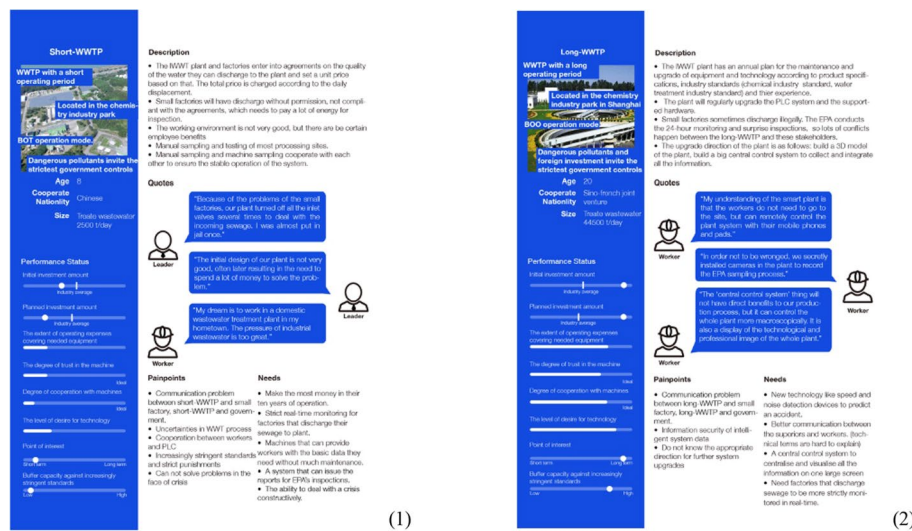 Short-WWTP
WWTP with a short
operating period
Located in the chemis-
try industry park
BOT operation mode.
Dangerous pollutants invite the
strictest government controls
Age 8
Cooperate Chinese
Nationlity
Size Treate wastewater
2500 t/day
Performance Status
Initial investment amount
Industry average
Planned investment amount
Industry average
The extent of operating expenses
covering needed equipment
The degree of trust in the machine
Ideal
Degree of cooperation with machines
Ideal
The level of desire for technology
Point of interest
Short term Long term
Buffer capacity against increasingly
stringent standards
Low High
Description
• The IWWT plant and factories enter into agreements on the quality
of the water they can discharge to the plant and set a unit price
based on that. The total price is charged according to the daily
displacement.
• Small factories will have discharge without permission, not compli-
ant with the agreements, which needs to pay a lot of energy for
inspection.
• The working environment is not very good, but there are certain
employee benefits
• Manual sampling and testing of most processing sites.
• Manual sampling and machine sampling cooperate with each
other to ensure the stable operation of the system.
Quotes
"Because of the problems of the small
factories, our plant turned off all the inlet
valves several times to deal with the
incoming sewage. I was almost put in
jail once."
Leader
"The initial design of our plant is not very
good, often later resulting in the need to
spend a lot of money to solve the prob-
lem."
Leader
"My dream is to work in a domestic
wastewater treatment plant in my
hometown. The pressure of industrial
wastewater is too great."
Worker
Painpoints
• Communication problem
between short-WWTP and small
factory, short-WWTP and govern-
ment.
• Uncertainties in WWT process
• Cooperation between workers
and PLC
• Increasingly stringent standards
and strict punishments
• Can not solve problems in the
face of crisis
Needs
• Make the most money in their
ten years of operation.
• Strict real-time monitoring for
factories that discharge their
sewage to plant.
• Machines that can provide
workers with the basic data they
need without much maintenance.
• A system that can issue the
reports for EPA's inspections.
• The ability to deal with a crisis
constructively.
(1)
Long-WWTP
WWTP with a long
operating period
Located in the chemistry
industry park in Shanghai
BOO operation mode.
Dangerous pollutants and
foreign investment invite the
strictest government controls
Age 20
Cooperate Sino-french joint
Nationlity venture
Size Treate wastewater
44500 t/day
Performance Status
Initial investment amount
Industry average
Planned investment amount
Industry average
The extent of operating expenses
covering needed equipment
The degree of trust in the machine
Ideal
Degree of cooperation with machines
Ideal
The level of desire for technology
Point of interest
Short term Long term
Buffer capacity against increasingly
stringent standards
Low High
Description
• The IWWT plant has an annual plan for the maintenance and
upgrade of equipment and technology according to product specifi-
cations, industry standards (chemical industry standard, water
treatment industry standard) and their experience.
• The plant will regularly upgrade the PLC system and the support-
ed hardware.
• Small factories sometimes discharge illegally. The EPA conducts
the 24-hour monitoring and surprise inspections, so lots of conflicts
happen between the long-WWTP and these stakeholders.
• The upgrade direction of the plant is as follows: build a 3D model
of the plant, build a big central control system to collect and integrate
all the information.
Quotes
"My understanding of the smart plant is
that the workers do not need to go to
the site, but can remotely control the
plant system with their mobile phones
and pads."
Worker
"In order not to be wronged, we secretly
installed cameras in the plant to record
the EPA sampling process."
Worker
"The 'central control system' thing will
not have direct benefits to our produc-
tion process, but it can control the
whole plant more macroscopically. It is
also a display of the technological and
professional image of the whole plant."
Worker
Painpoints
• Communication problem
between long-WWTP and small
factory, long-WWTP and govern-
ment.
• Information security of intelli-
gent system data
• Do not know the appropriate
direction for further system
upgrades
Needs
• New technology like speed and
noise detection devices to predict
an accident.
• Better communication between
the superiors and workers. (tech-
nical terms are hard to explain)
• A central control system to
centralise and visualise all the
information on one large screen
• Need factories that discharge
sewage to be more strictly moni-
tored in real-time.
(2)